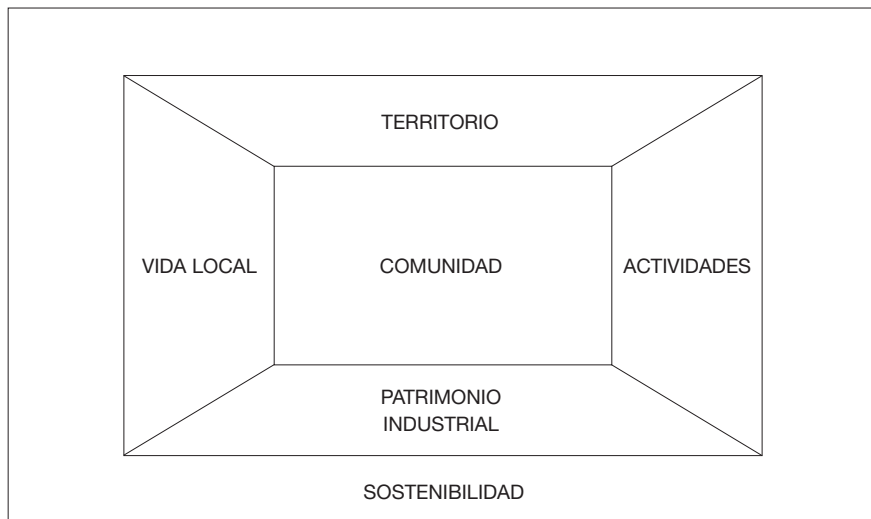 TERRITORIO
VIDA LOCAL
COMUNIDAD
ACTIVIDADES
PATRIMONIO
INDUSTRIAL
SOSTENIBILIDAD